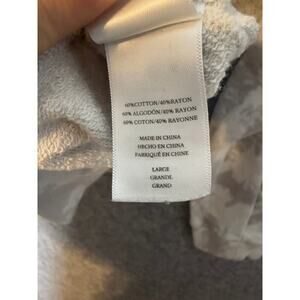 60%COTTON/40%RAYON
60% ALGODÓN/40% RAYON
60% COTON/40% RAYONNE
MADE IN CHINA
HECHO EN CHINA
FABRIQUÉ EN CHINE
LARGE
GRANDE
GRAND